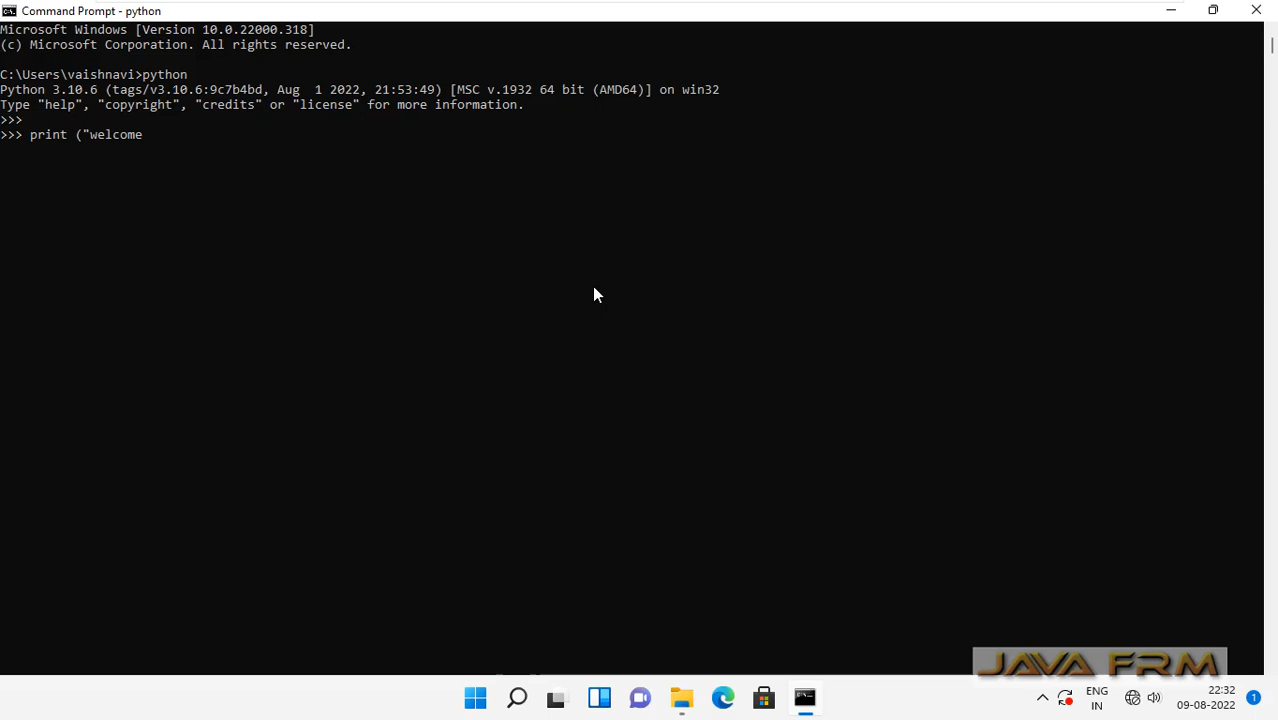 Command Prompt - python
Microsoft Windows [Version 10.0.22000.318]
(c) Microsoft Corporation. All rights reserved.
C:\Users\vaishnavi>python
Python 3.10.6 (tags/v3.10.6:9c7b4bd, Aug  1 2022, 21:53:49) [MSC v.1932 64 bit (AMD64)] on win32
Type "help", "copyright", "credits" or "license" for more information.
>>>
>>> print ("welcome
JAVA FRM
ENG
IN
22:32
09-08-2022
1